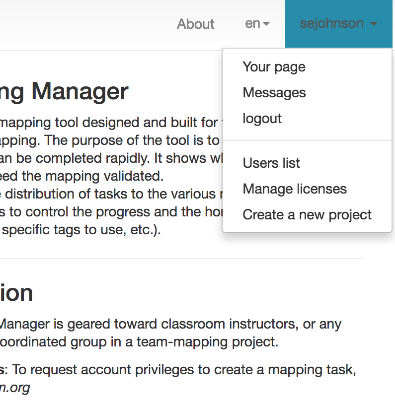 About en sejohnson
Your page
Messages
logout
Users list
Manage licenses
Create a new project
ng Manager
mapping tool designed and built for
pping. The purpose of the tool is to
an be completed rapidly. It shows
eed the mapping validated.
distribution of tasks to the various
s to control the progress and the
specific tags to use, etc.).
ion
Manager is geared toward classroom instructors, or any
oordinated group in a team-mapping project.
s: To request account privileges to create a mapping task,
m.org